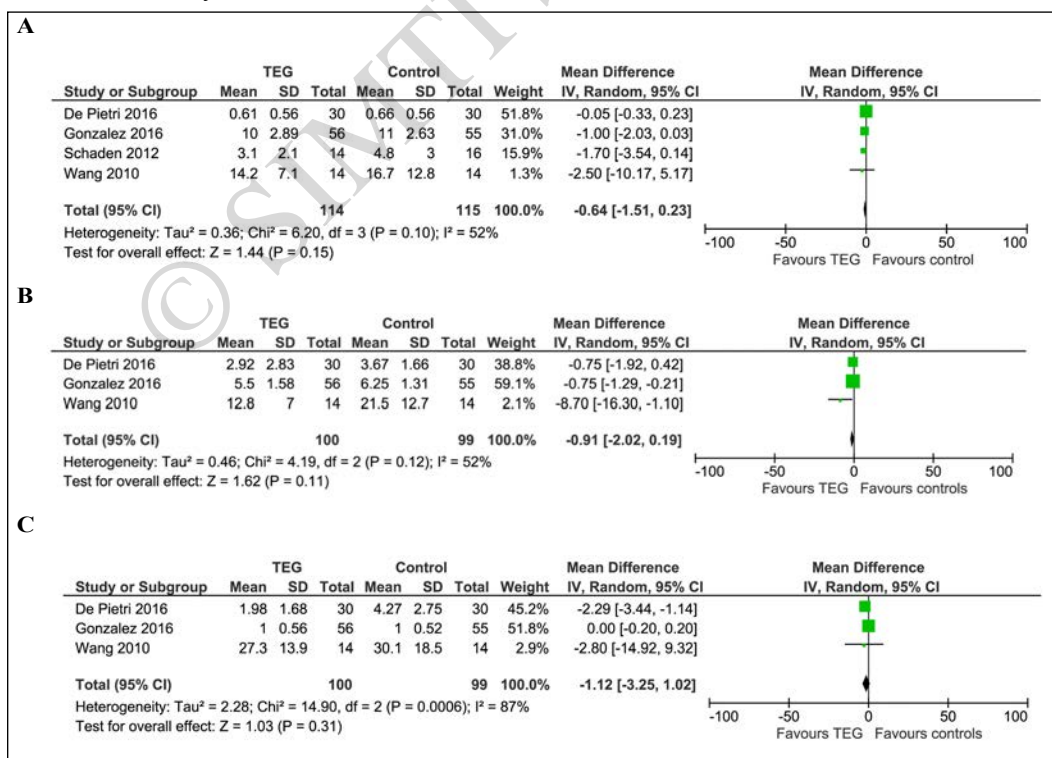 © SIMTI
A
TEG Control Mean Difference Mean Difference
Study or Subgroup Mean SD Total Mean SD Total Weight IV, Random, 95% CI IV, Random, 95% CI
De Pietri 2016 0.61 0.56 30 0.66 0.56 30 51.8% -0.05 [-0.33, 0.23]
Gonzalez 2016 10 2.89 56 11 2.63 55 31.0% -1.00 [-2.03, 0.03]
Schaden 2012 3.1 2.1 14 4.8 3 16 15.9% -1.70 [-3.54, 0.14]
Wang 2010 14.2 7.1 14 16.7 12.8 14 1.3% -2.50 [-10.17, 5.17]
Total (95% CI) 114 115 100.0% -0.64 [-1.51, 0.23]
Heterogeneity: Tau² = 0.36; Chi² = 6.20, df = 3 (P = 0.10); I² = 52%
Test for overall effect: Z = 1.44 (P = 0.15)
-100 -50 0 50 100
Favours TEG Favours control
B
TEG Control Mean Difference Mean Difference
Study or Subgroup Mean SD Total Mean SD Total Weight IV, Random, 95% CI IV, Random, 95% CI
De Pietri 2016 2.92 2.83 30 3.67 1.66 30 38.8% -0.75 [-1.92, 0.42]
Gonzalez 2016 5.5 1.58 56 6.25 1.31 55 59.1% -0.75 [-1.29, -0.21]
Wang 2010 12.8 7 14 21.5 12.7 14 2.1% -8.70 [-16.30, -1.10]
Total (95% CI) 100 99 100.0% -0.91 [-2.02, 0.19]
Heterogeneity: Tau² = 0.46; Chi² = 4.19, df = 2 (P = 0.12); I² = 52%
Test for overall effect: Z = 1.62 (P = 0.11)
-100 -50 0 50 100
Favours TEG Favours controls
C
TEG Control Mean Difference Mean Difference
Study or Subgroup Mean SD Total Mean SD Total Weight IV, Random, 95% CI IV, Random, 95% CI
De Pietri 2016 1.98 1.68 30 4.27 2.75 30 45.2% -2.29 [-3.44, -1.14]
Gonzalez 2016 1 0.56 56 1 0.52 55 51.8% 0.00 [-0.20, 0.20]
Wang 2010 27.3 13.9 14 30.1 18.5 14 2.9% -2.80 [-14.92, 9.32]
Total (95% CI) 100 99 100.0% -1.12 [-3.25, 1.02]
Heterogeneity: Tau² = 2.28; Chi² = 14.90, df = 2 (P = 0.0006); I² = 87%
Test for overall effect: Z = 1.03 (P = 0.31)
-100 -50 0 50 100
Favours TEG Favours controls